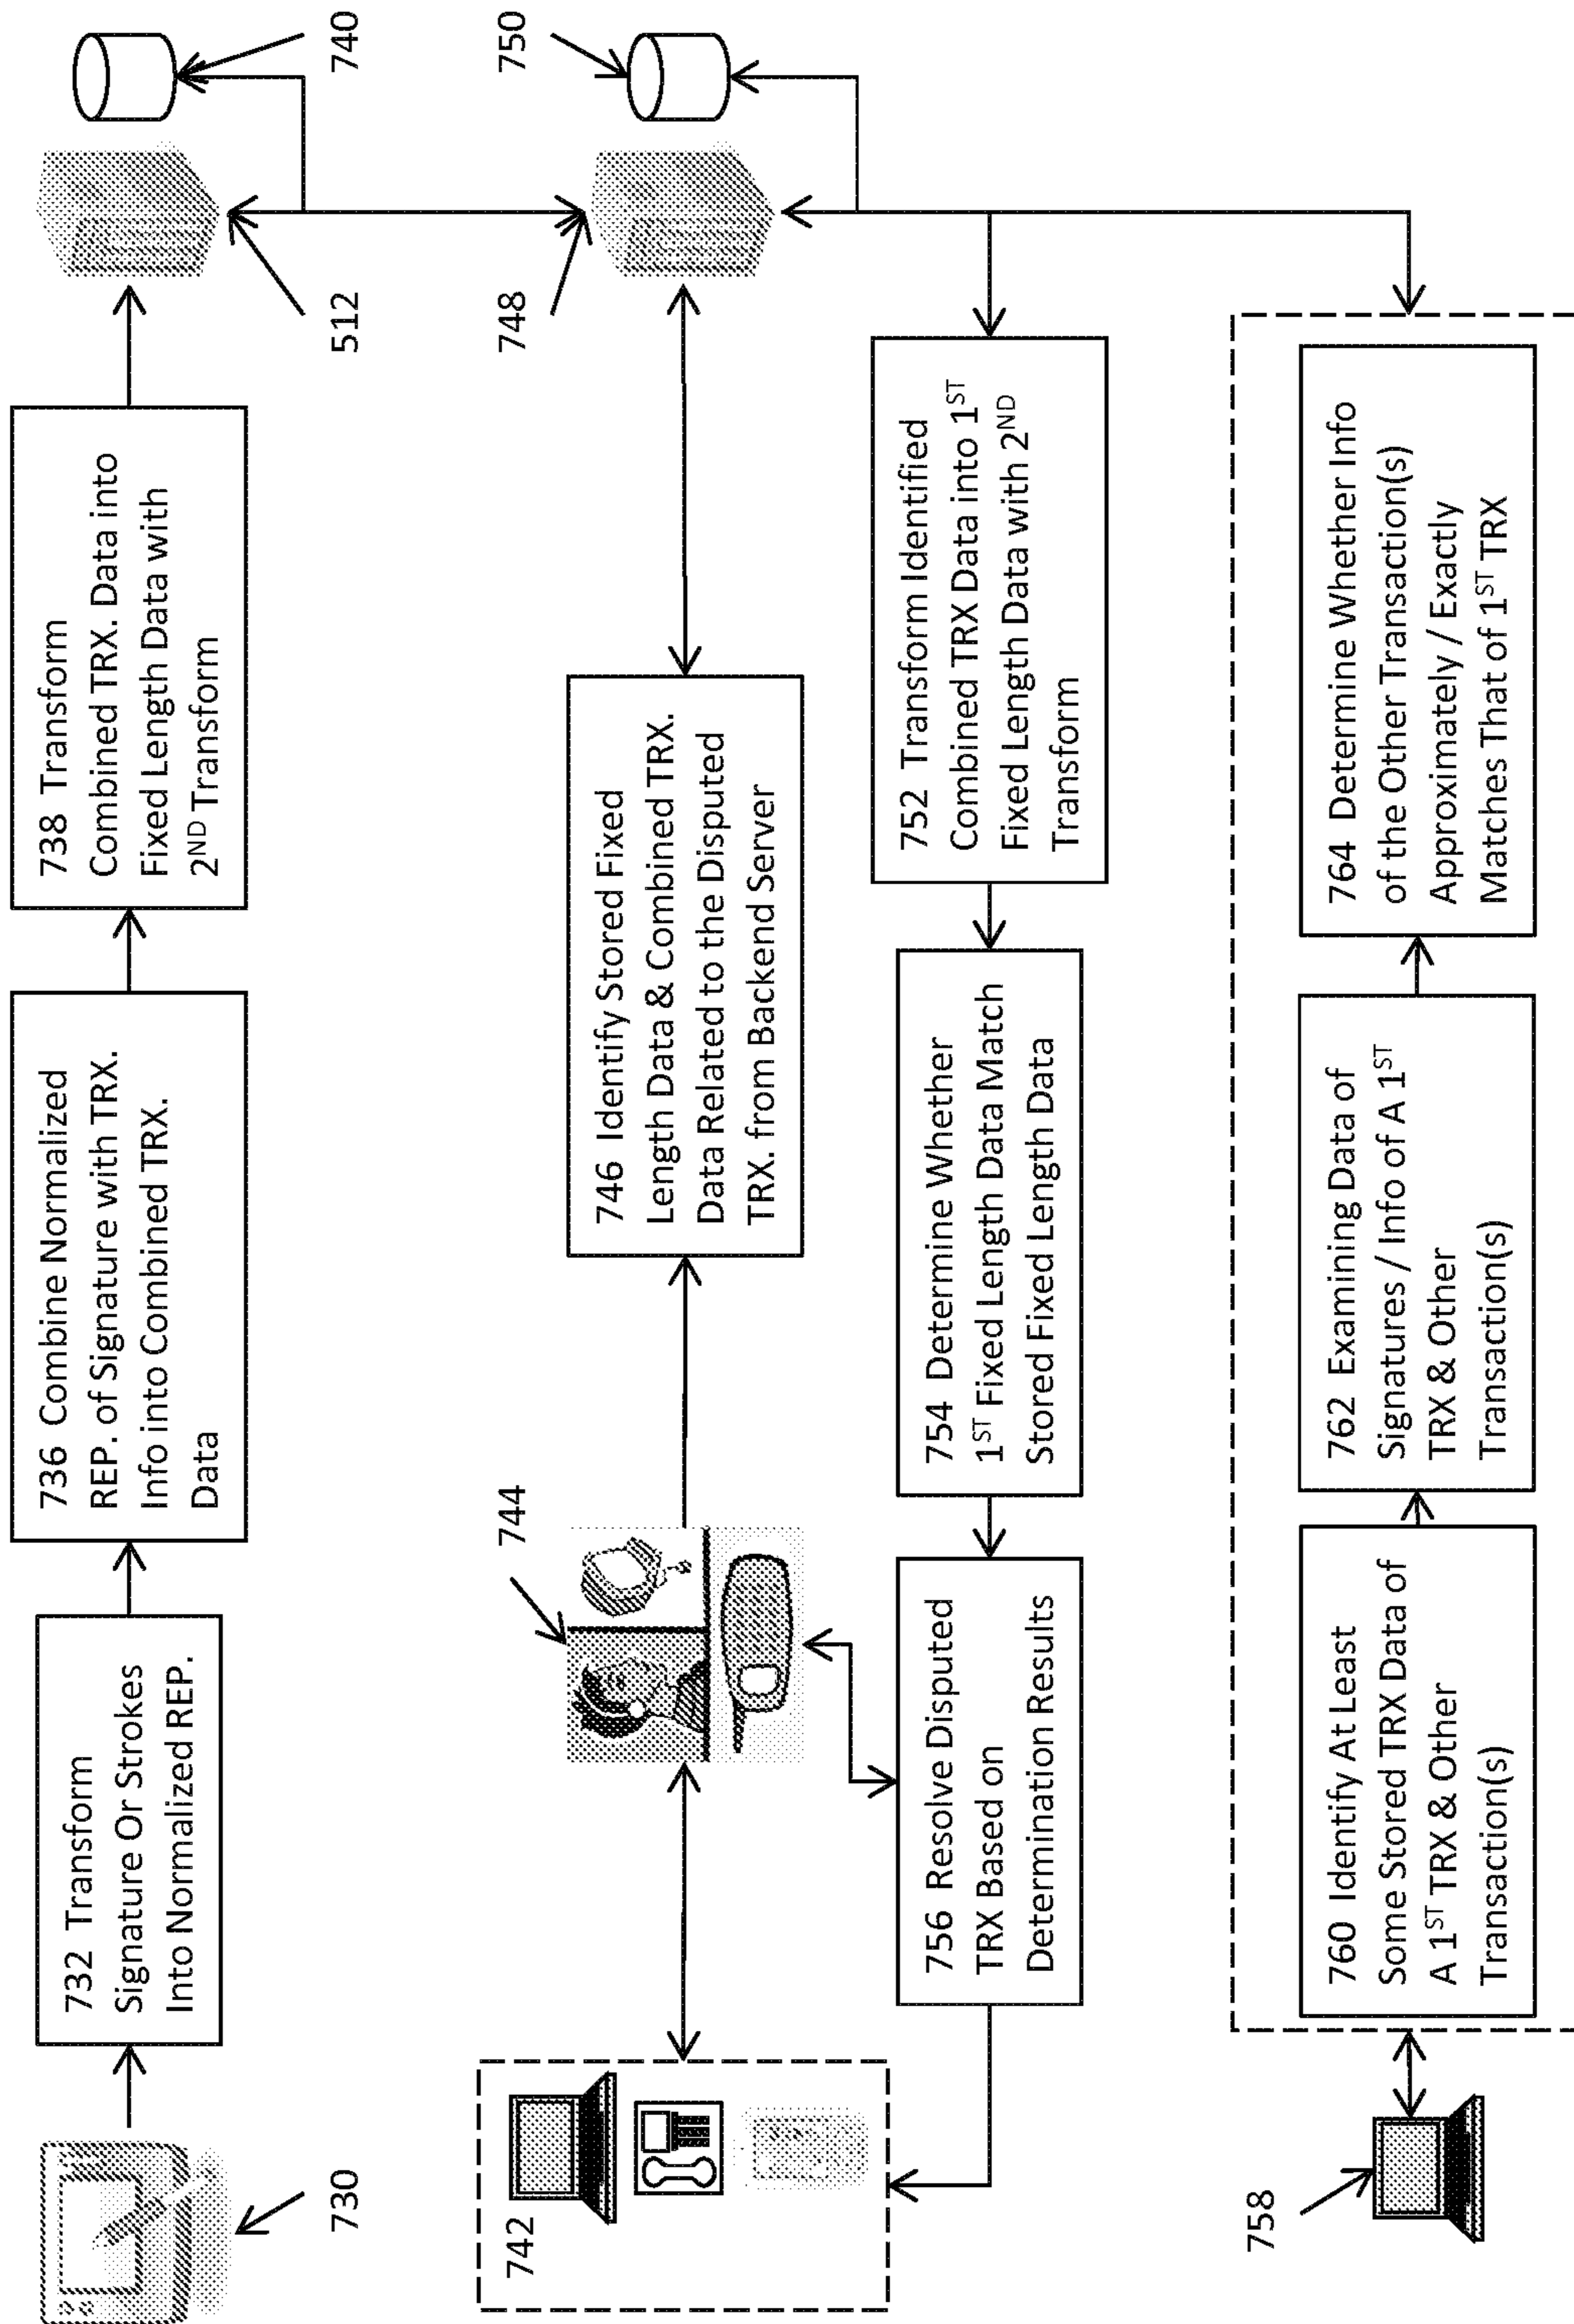 730
732 Transform
Signature Or Strokes
Into Normalized REP.
736 Combine Normalized
REP. of Signature with TRX.
Info into Combined TRX.
Data
738 Transform
Combined TRX. Data into
Fixed Length Data with
2ND Transform
512
740
742
744
746 Identify Stored Fixed
Length Data & Combined TRX.
Data Related to the Disputed
TRX. from Backend Server
748
750
756 Resolve Disputed
TRX Based on
Determination Results
754 Determine Whether
1ST Fixed Length Data Match
Stored Fixed Length Data
752 Transform Identified
Combined TRX Data into 1ST
Fixed Length Data with 2ND
Transform
758
760 Identify At Least
Some Stored TRX Data of
A 1ST TRX & Other
Transaction(s)
762 Examining Data of
Signatures / Info of A 1ST
TRX & Other
Transaction(s)
764 Determine Whether Info
of the Other Transaction(s)
Approximately / Exactly
Matches That of 1ST TRX